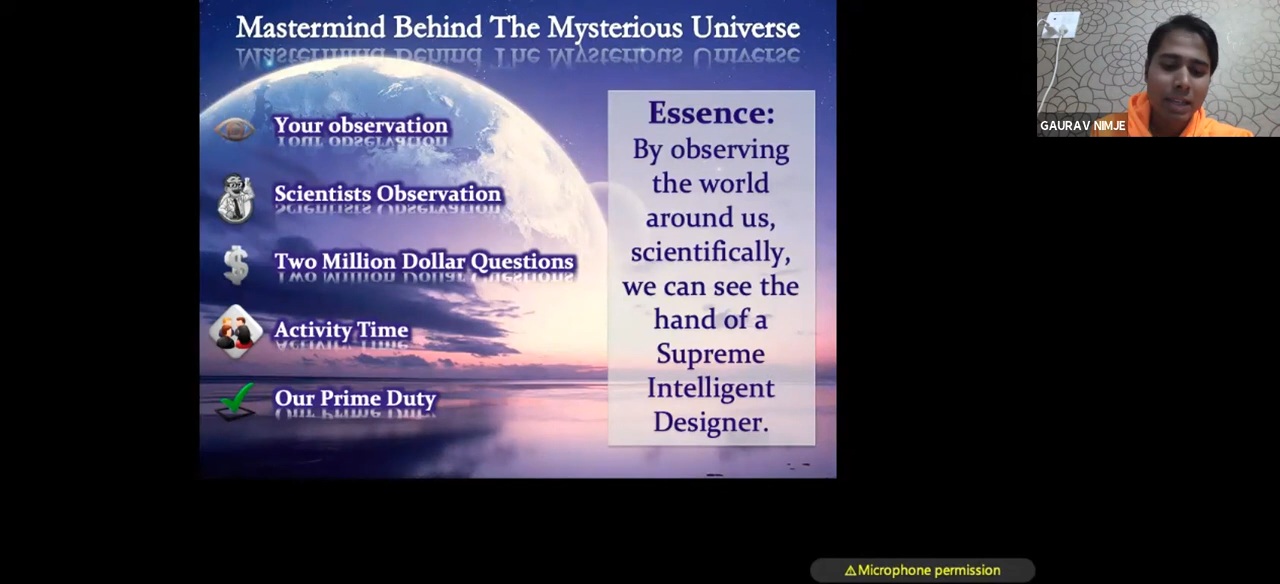 Mastermind Behind The Mysterious Universe
Your observation
Scientists Observation
Two Million Dollar Questions
Activity Time
Our Prime Duty
Essence:
By observing
the world
around us,
scientifically,
we can see the
hand of a
Supreme
Intelligent
Designer.
GAURAV NIMJE
⚠Microphone permission